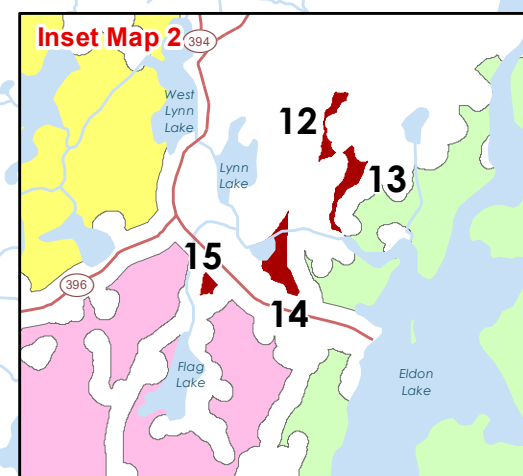 Inset Map 2
394
West
Lynn
Lake
12
Lynn
Lake
13
15
396
14
Flag
Lake
Eldon
Lake